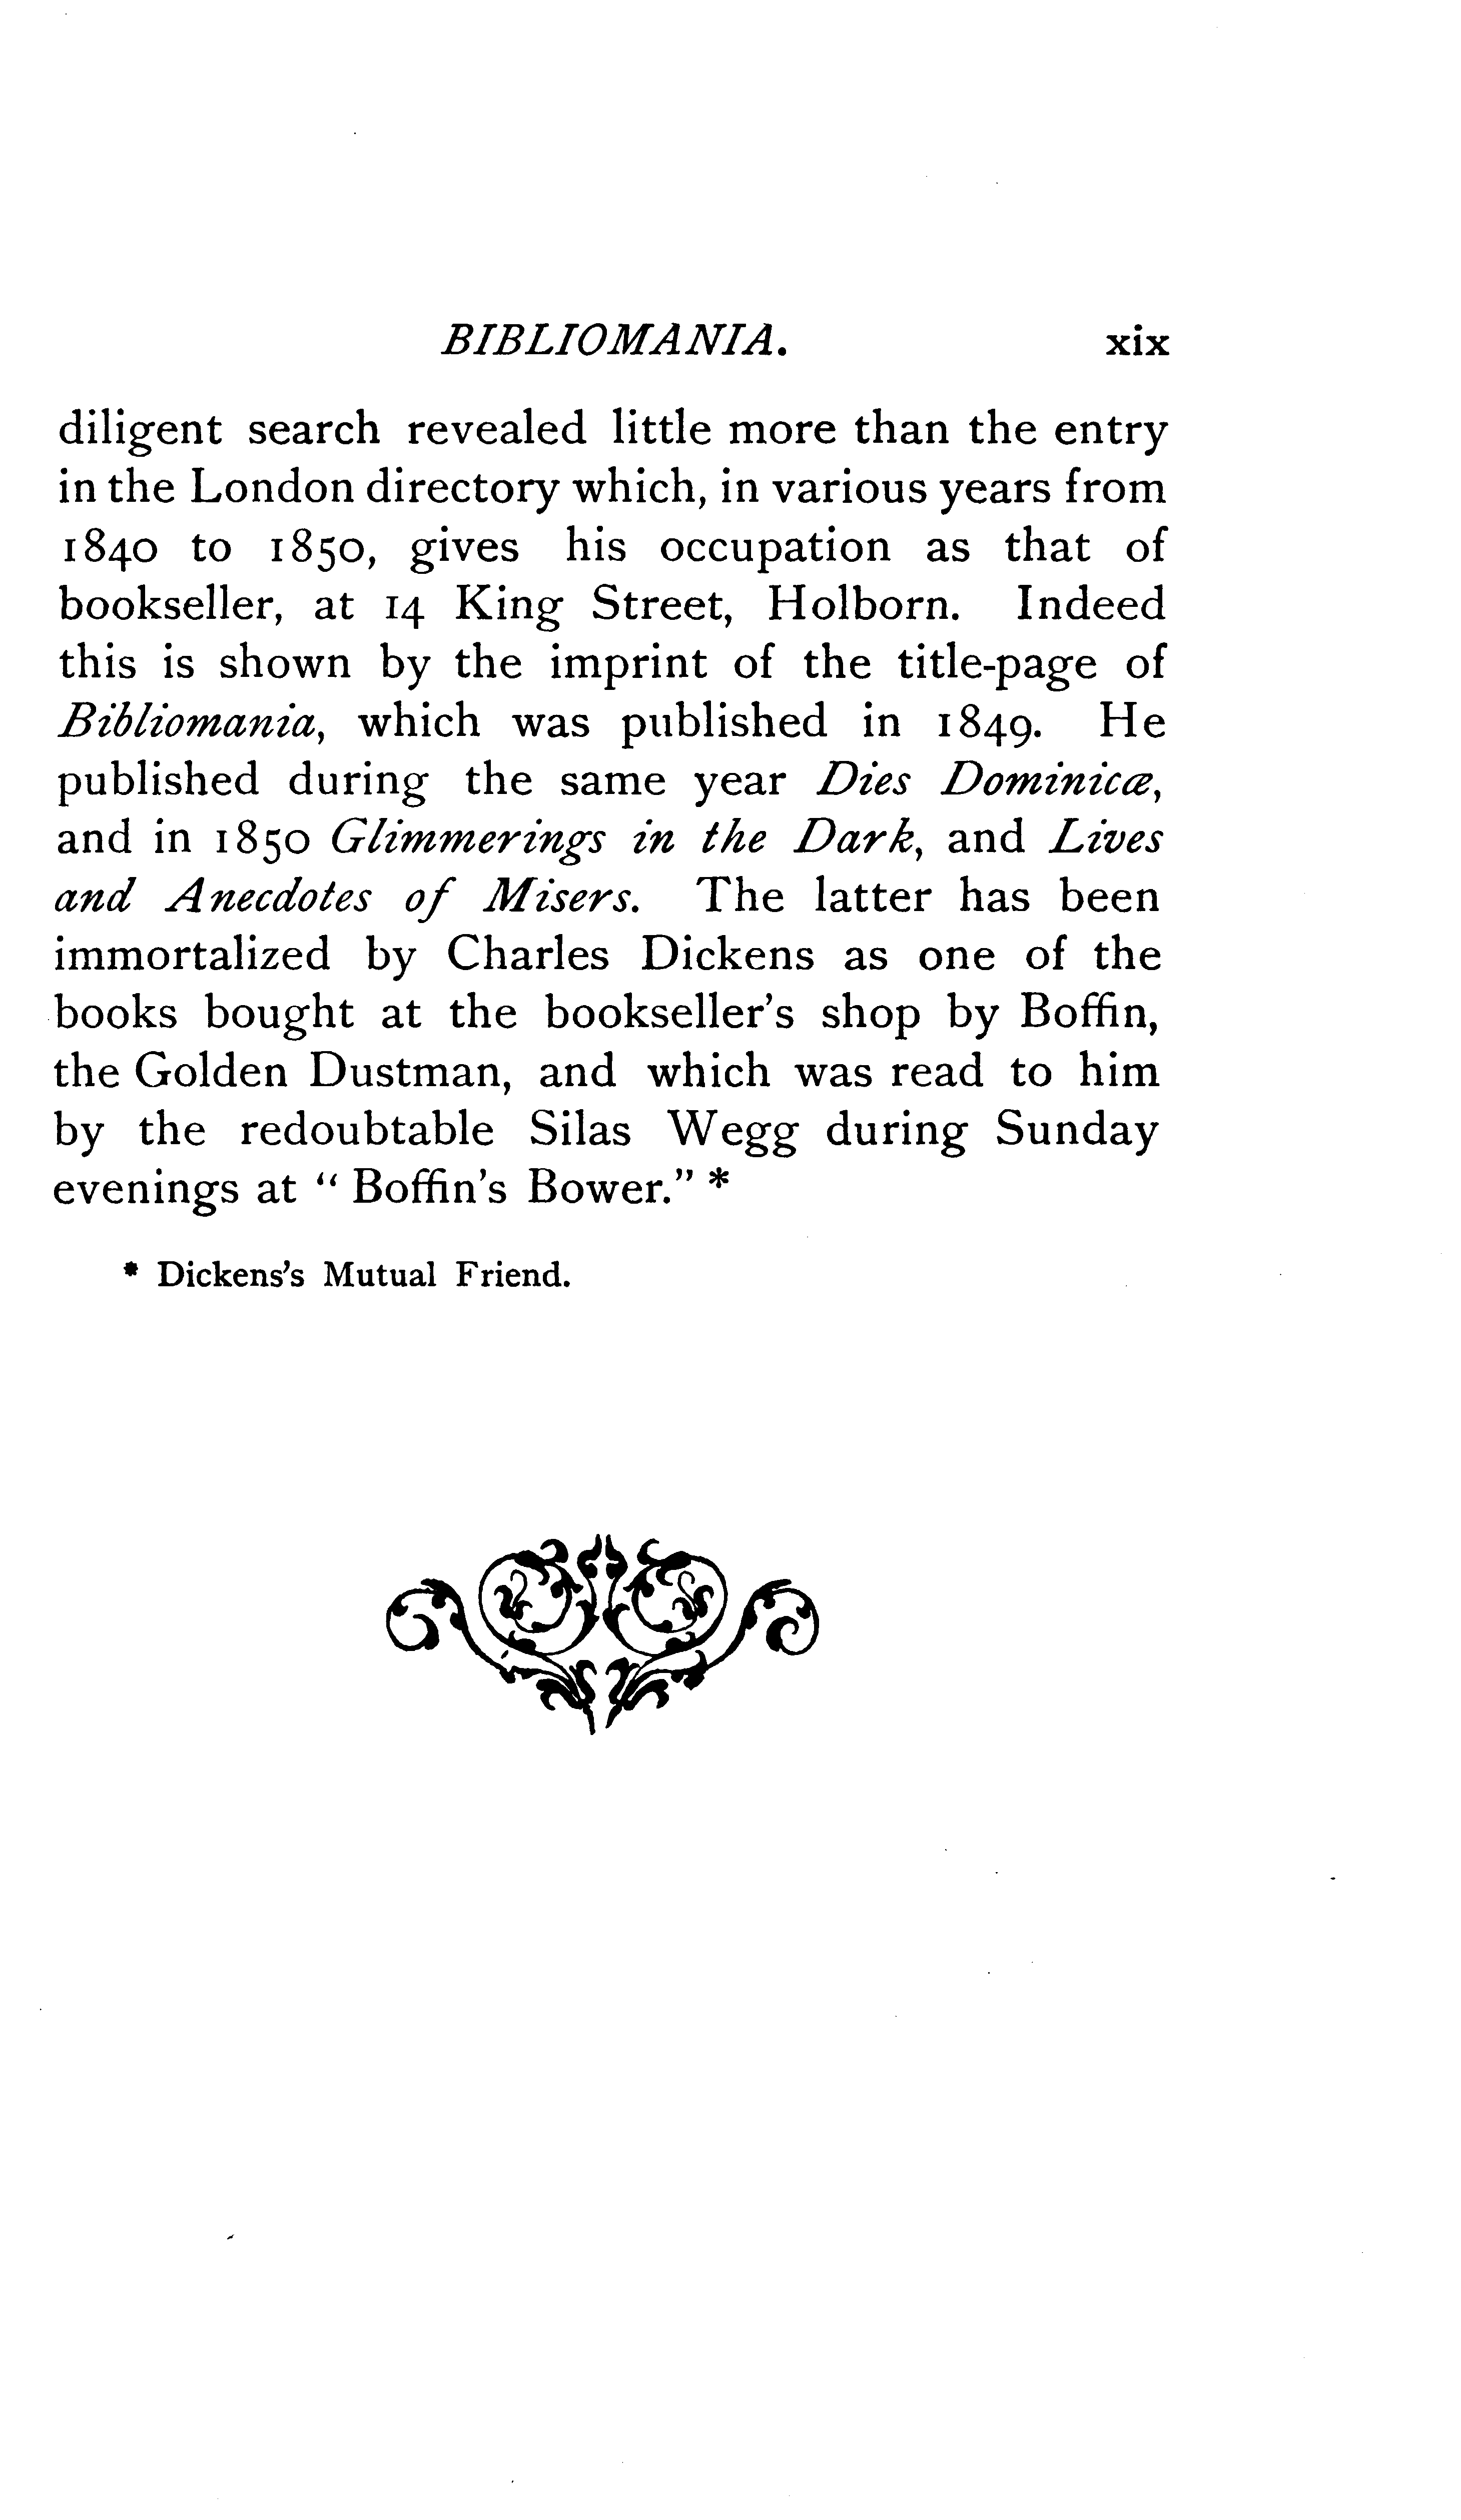 BIBLIOMANIA. xix
diligent search revealed little more than the entry
in the London directory which, in various years from
1840 to 1850, gives his occupation as that of
bookseller, at 14 King Street, Holborn. Indeed
this is shown by the imprint of the title-page of
Bibliomania, which was published in 1849. He
published during the same year Dies Dominicæ,
and in 1850 Glimmerings in the Dark, and Lives
and Anecdotes of Misers. The latter has been
immortalized by Charles Dickens as one of the
books bought at the bookseller's shop by Boffin,
the Golden Dustman, and which was read to him
by the redoubtable Silas Wegg during Sunday
evenings at “ Boffin's Bower.” *
* Dickens's Mutual Friend.